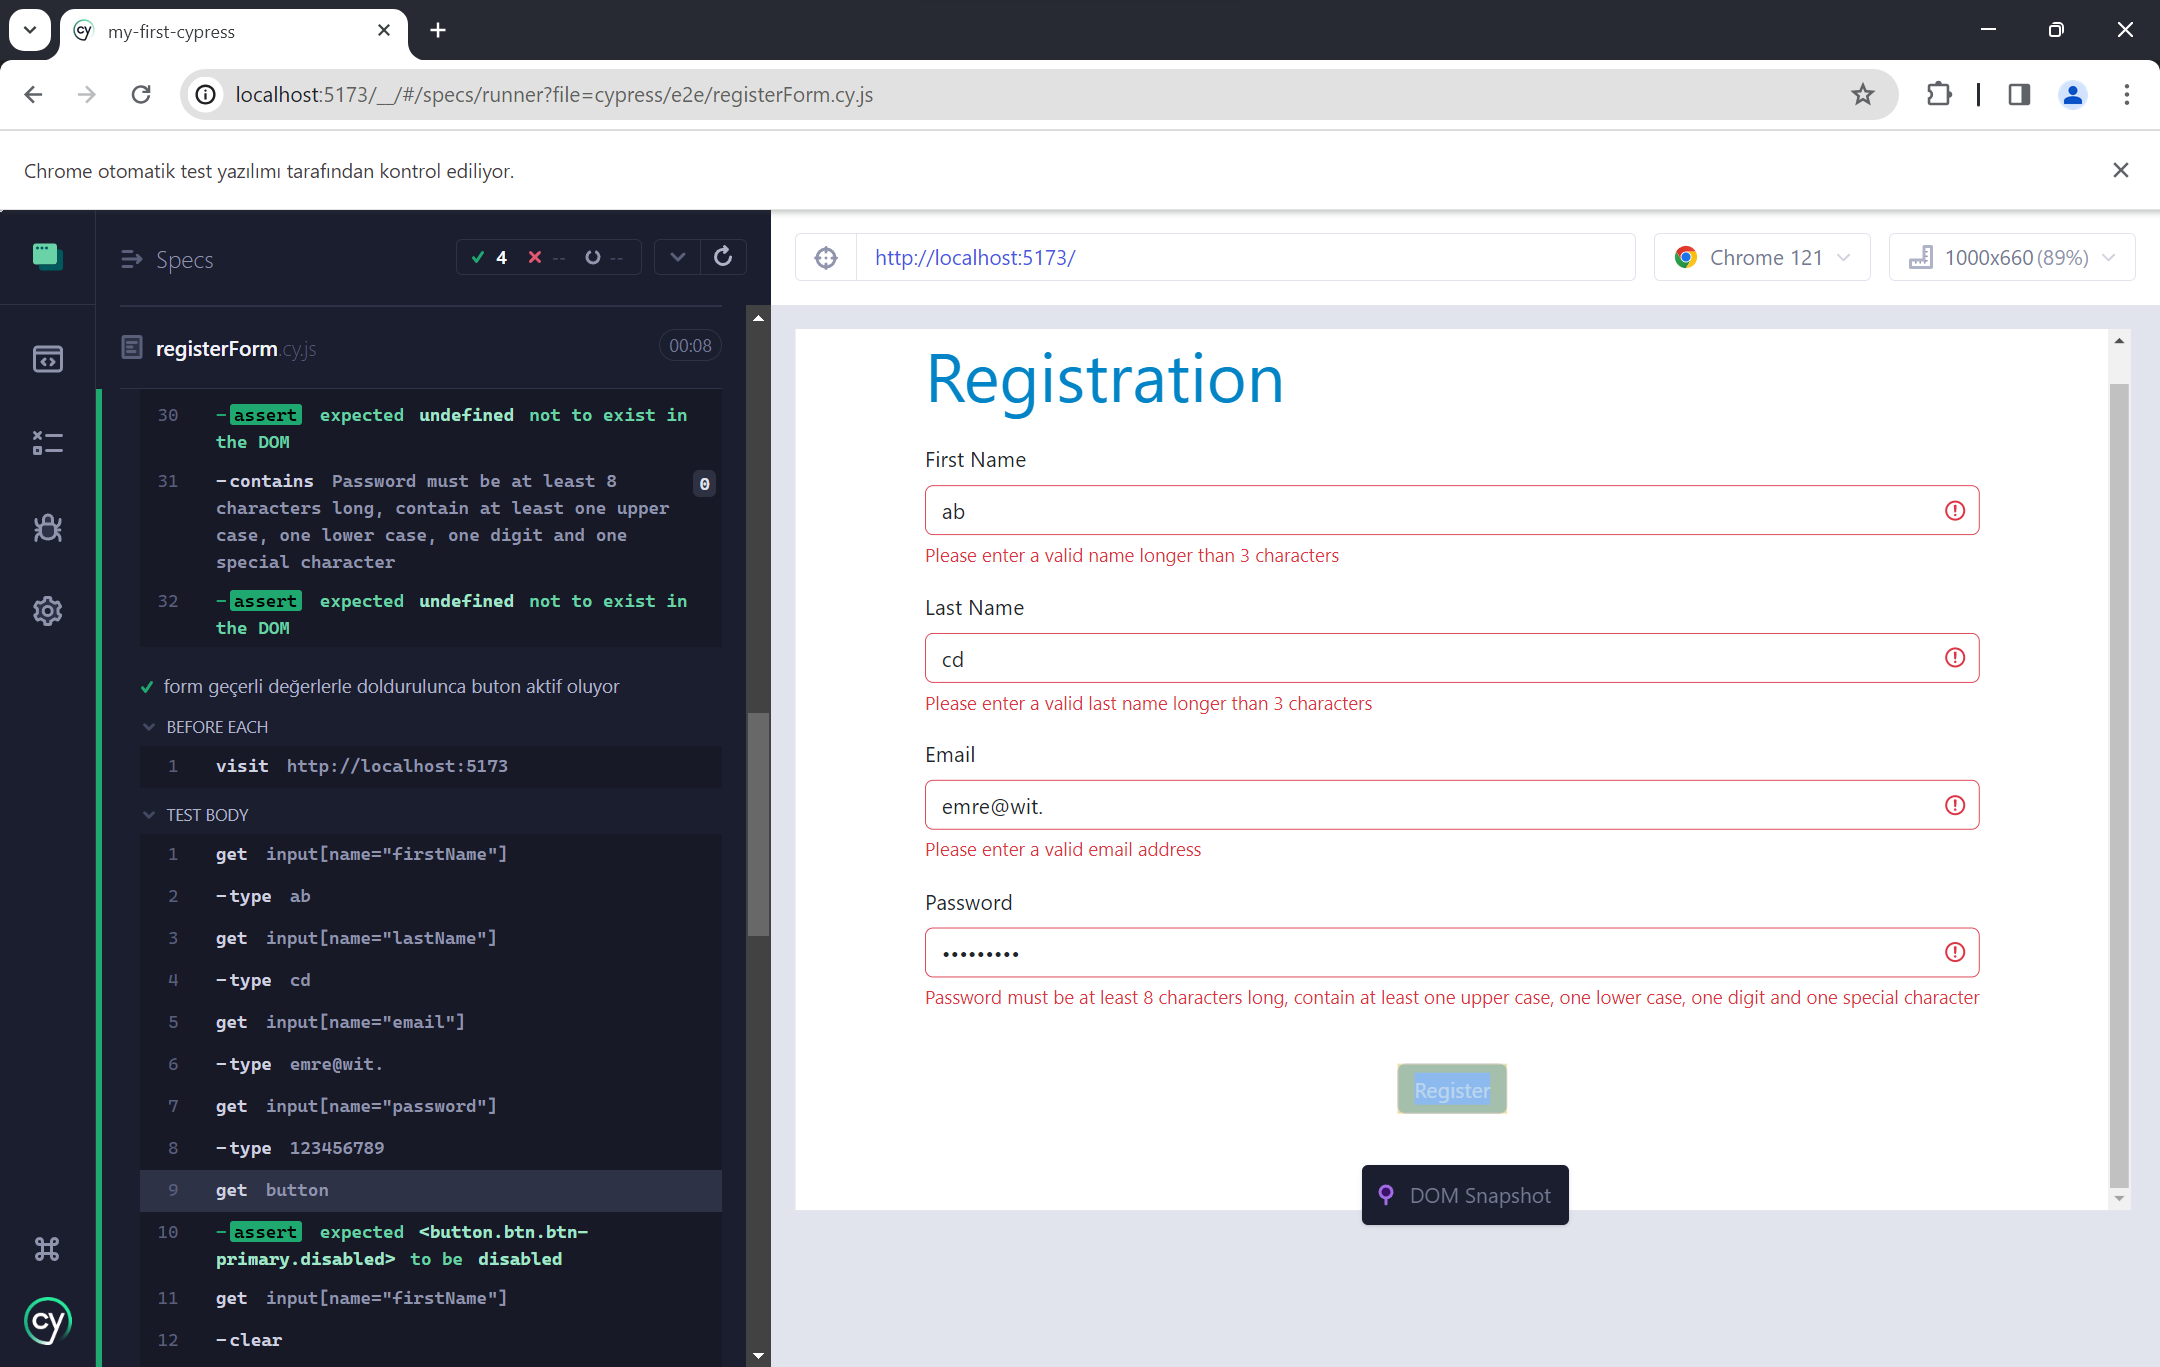 my-first-cypress
localhost:5173/__/#/specs/runner?file=cypress/e2e/registerForm.cy.js
Chrome otomatik test yazılımı tarafından kontrol ediliyor.
Specs
4 -- --
registerForm.cy.js 00:08
30 -assert expected undefined not to exist in
the DOM
31 -contains Password must be at least 8 0
characters long, contain at least one upper
case, one lower case, one digit and one
special character
32 -assert expected undefined not to exist in
the DOM
form geçerli değerlerle doldurulunca buton aktif oluyor
BEFORE EACH
1 visit http://localhost:5173
TEST BODY
1 get input[name="firstName"]
2 -type ab
3 get input[name="lastName"]
4 -type cd
5 get input[name="email"]
6 -type emre@wit.
7 get input[name="password"]
8 -type 123456789
9 get button
10 -assert expected <button.btn.btn-
primary.disabled> to be disabled
11 get input[name="firstName"]
12 -clear
cy
http://localhost:5173/
Chrome 121
1000x660 (89%)
Registration
First Name
ab
Please enter a valid name longer than 3 characters
Last Name
cd
Please enter a valid last name longer than 3 characters
Email
emre@wit.
Please enter a valid email address
Password
•••••••••
Password must be at least 8 characters long, contain at least one upper case, one lower case, one digit and one special character
Register
DOM Snapshot